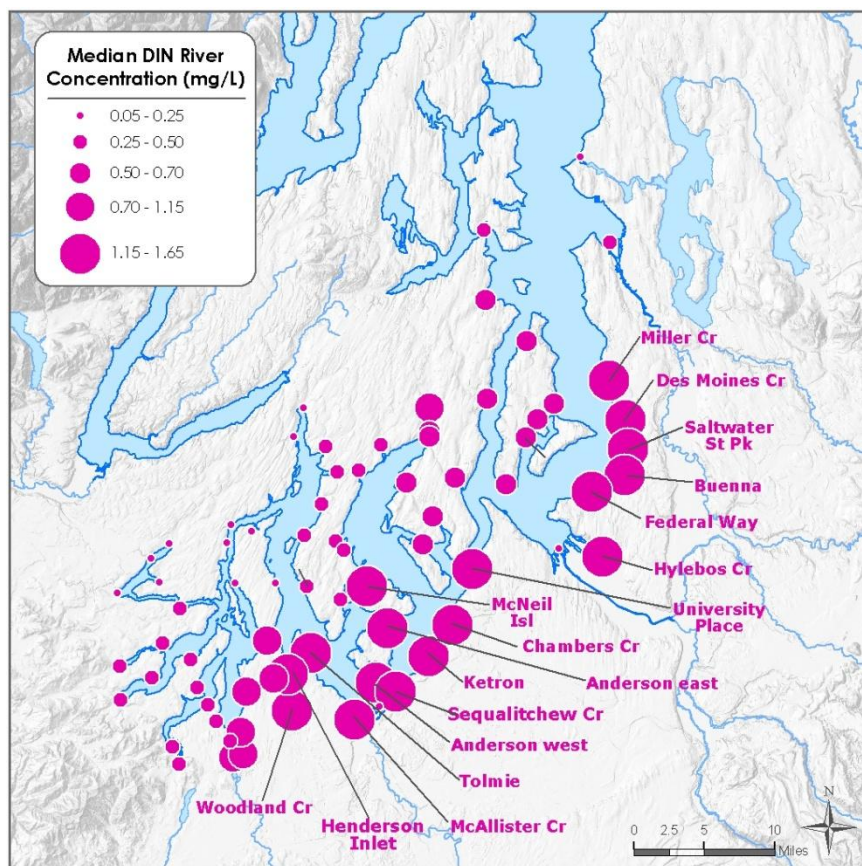 Median DIN River
Concentration (mg/L)
0.05 - 0.25
0.25 - 0.50
0.50 - 0.70
0.70 - 1.15
1.15 - 1.65
Miller Cr
Des Moines Cr
Saltwater
St Pk
Buenna
Federal Way
Hylebos Cr
McNeil
Isl
University
Place
Chambers Cr
Ketron
Anderson east
Sequalitchew Cr
Anderson west
Tolmie
Woodland Cr
Henderson
Inlet
McAllister Cr
N
0 2.5 5 10
Miles